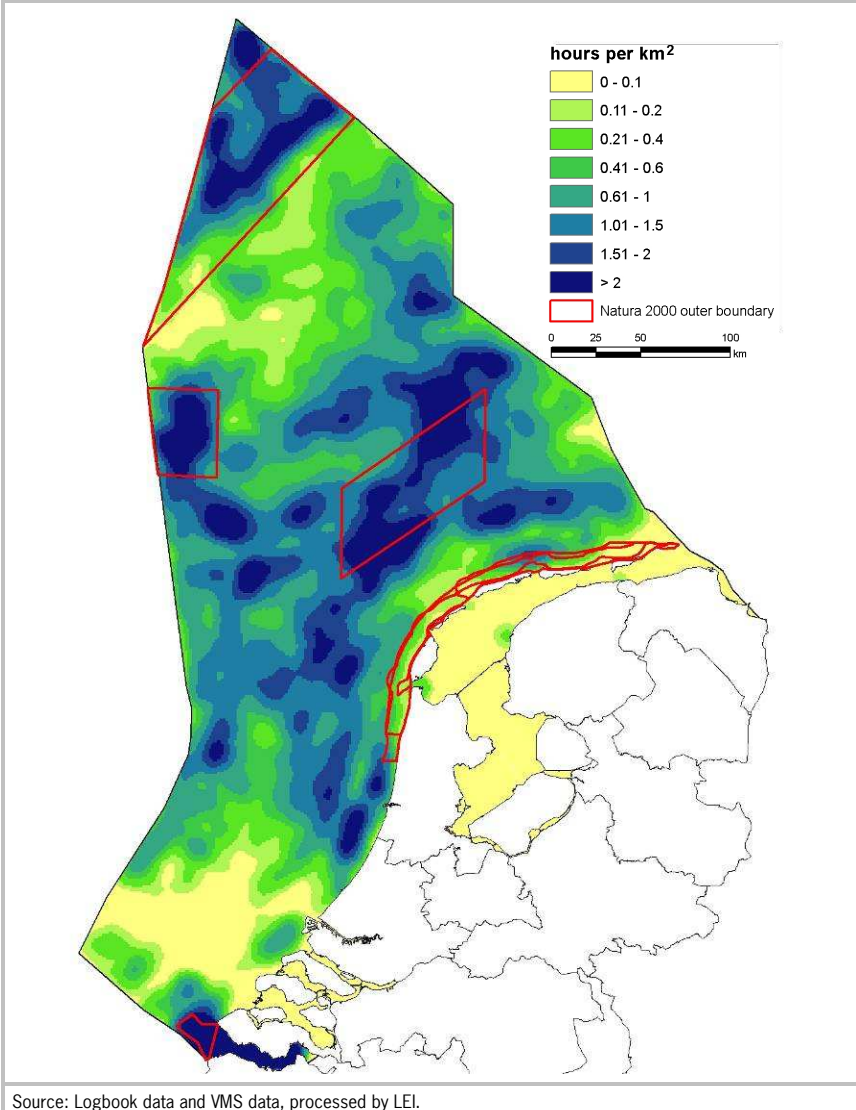 hours per km²
0 - 0.1
0.11 - 0.2
0.21 - 0.4
0.41 - 0.6
0.61 - 1
1.01 - 1.5
1.51 - 2
> 2
Natura 2000 outer boundary
0 25 50 100
km
Source: Logbook data and VMS data, processed by LEI.